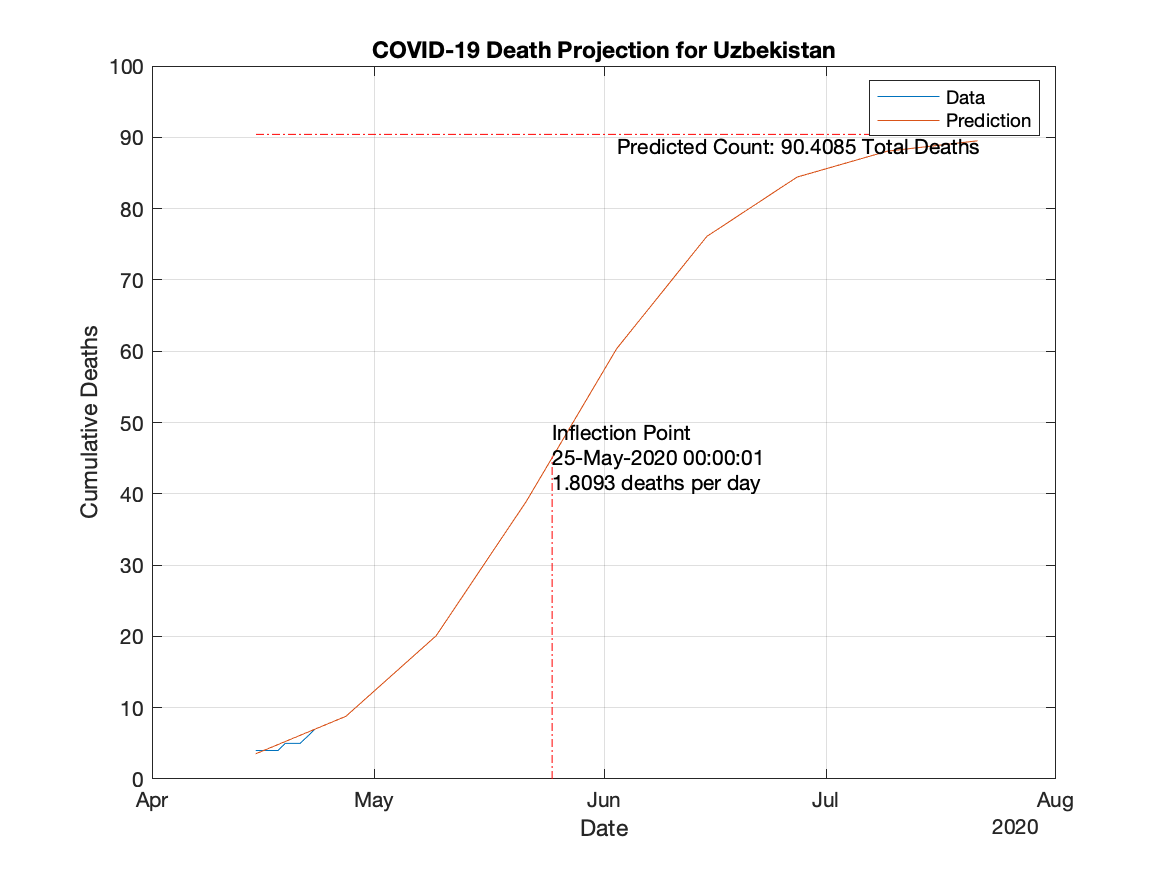 COVID-19 Death Projection for Uzbekistan
100
90
80
70
60
50
40
30
20
10
0
Cumulative Deaths
Data
Prediction
Predicted Count: 90.4085 Total Deaths
Inflection Point
25-May-2020 00:00:01
1.8093 deaths per day
Apr May Jun Jul Aug
Date
2020